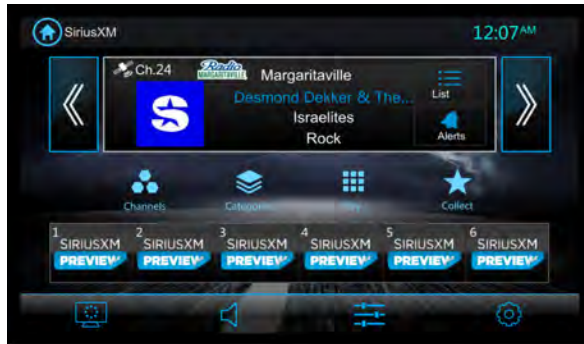 SiriusXM
12:07AM
Ch.24
Radio
MARGARITAVILLE
Margaritaville
Desmond Dekker & The...
List
Israelites
Rock
Alerts
Channels
Collect
1 2 3 4 5 6
SIRIUSXM SIRIUSXM SIRIUSXM SIRIUSXM SIRIUSXM SIRIUSXM
PREVIEW PREVIEW PREVIEW PREVIEW PREVIEW PREVIEW